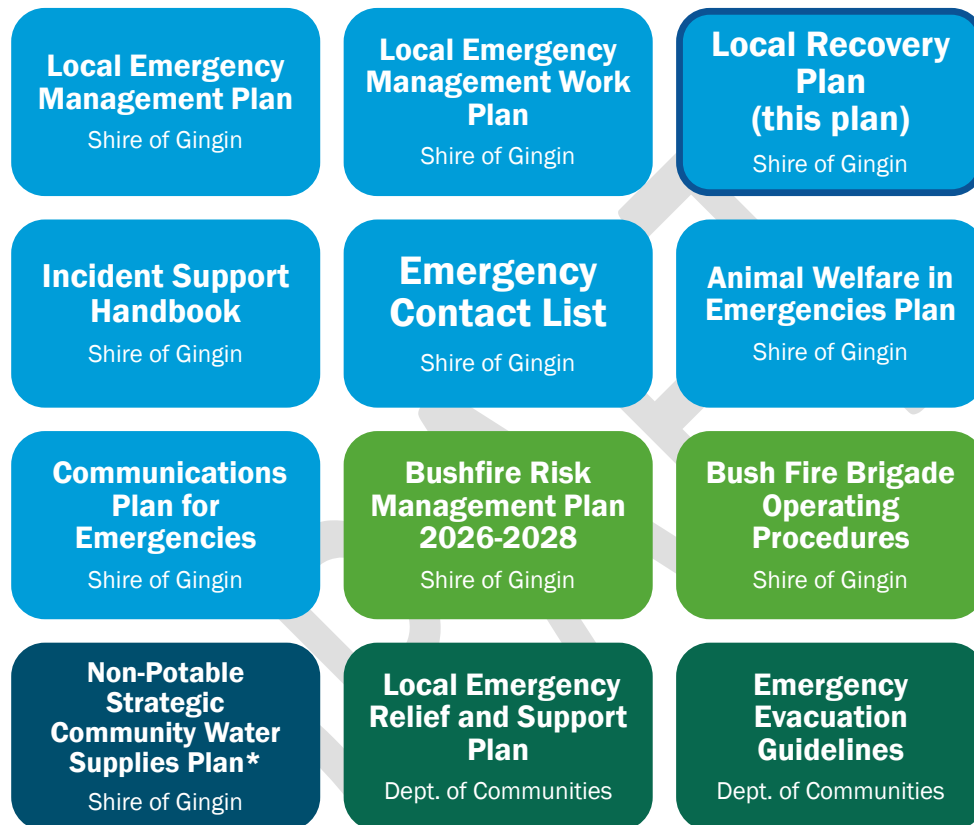 Local Emergency
Management Plan
Shire of Gingin
Local Emergency
Management Work
Plan
Shire of Gingin
Local Recovery
Plan
(this plan)
Shire of Gingin
Incident Support
Handbook
Shire of Gingin
Emergency
Contact List
Shire of Gingin
Animal Welfare in
Emergencies Plan
Shire of Gingin
Communications
Plan for
Emergencies
Shire of Gingin
Bushfire Risk
Management Plan
2026-2028
Shire of Gingin
Bush Fire Brigade
Operating
Procedures
Shire of Gingin
Non-Potable
Strategic
Community Water
Supplies Plan*
Shire of Gingin
Local Emergency
Relief and Support
Plan
Dept. of Communities
Emergency
Evacuation
Guidelines
Dept. of Communities